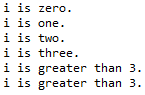 i is zero.
i is one.
i is two.
i is three.
i is greater than 3.
i is greater than 3.